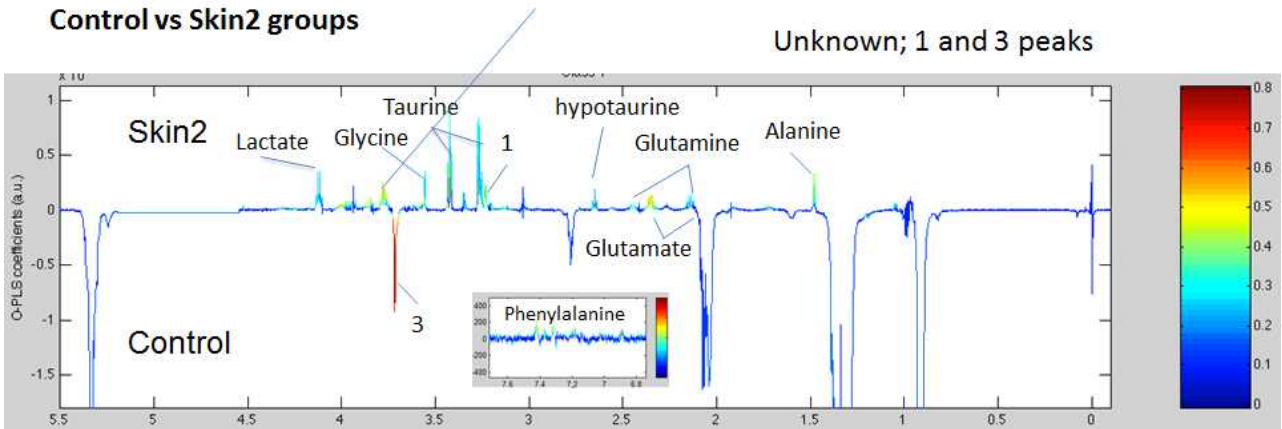 Control vs Skin2 groups
Unknown; 1 and 3 peaks
Skin2
Lactate
Glycine
Taurine
1
hypotaurine
Glutamine
Alanine
Glutamate
3
Control
Phenylalanine
O-PLS coefficients (a.u.)
1
0.5
0
-0.5
-1
-1.5
5.5 5 4.5 4 3.5 3 2.5 2 1.5 1 0.5 0
400
200
0
-200
-400
7.6 7.4 7.2 7 6.8
0.8
0.7
0.6
0.5
0.4
0.3
0.2
0.1
0